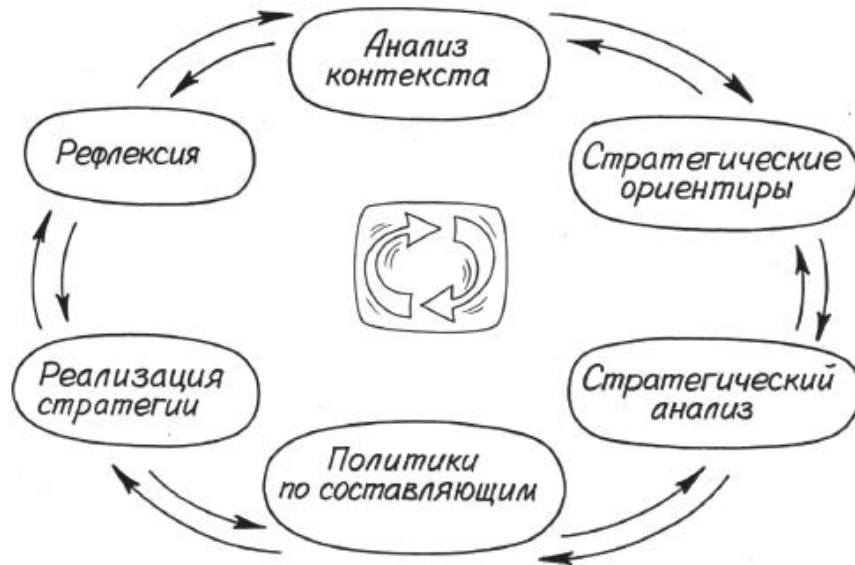 Анализ
контекста
Рефлексия
Стратегические
ориентиры
Реализация
стратегии
Стратегический
анализ
Политики
по составляющим